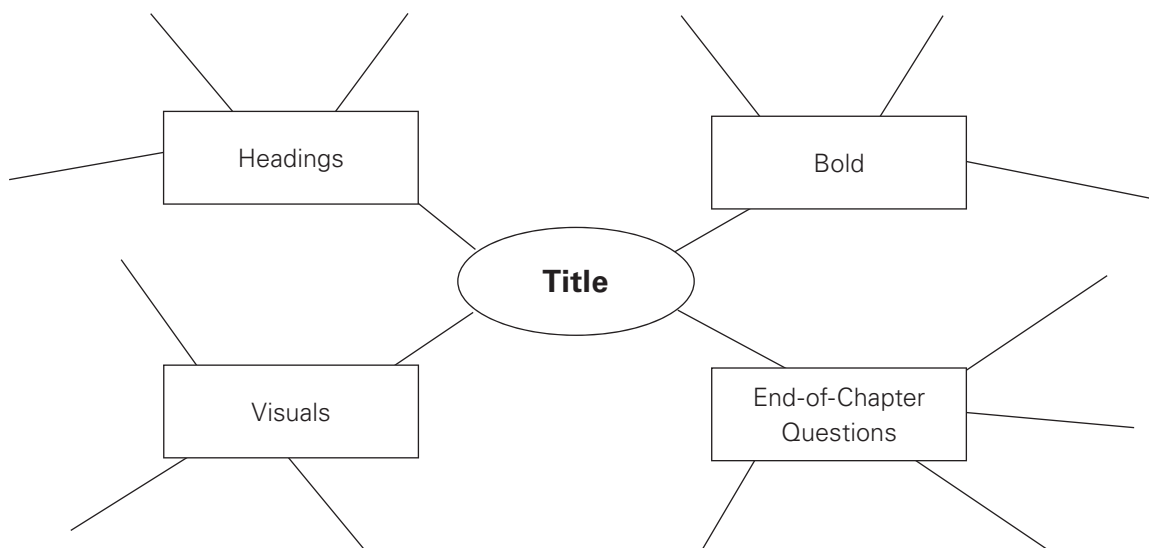 Headings
Bold
Title
Visuals
End-of-Chapter
Questions